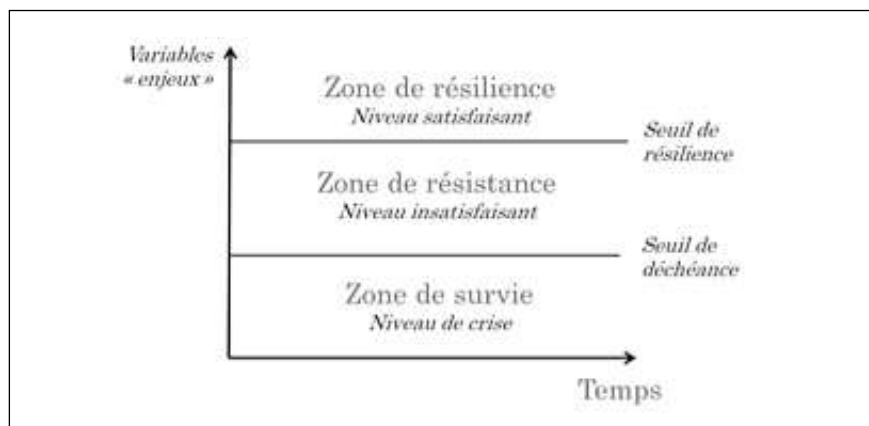 Variables
« enjeux »
Zone de résilience
Niveau satisfaisant
Seuil de
résilience
Zone de résistance
Niveau insatisfaisant
Seuil de
déchéance
Zone de survie
Niveau de crise
Temps